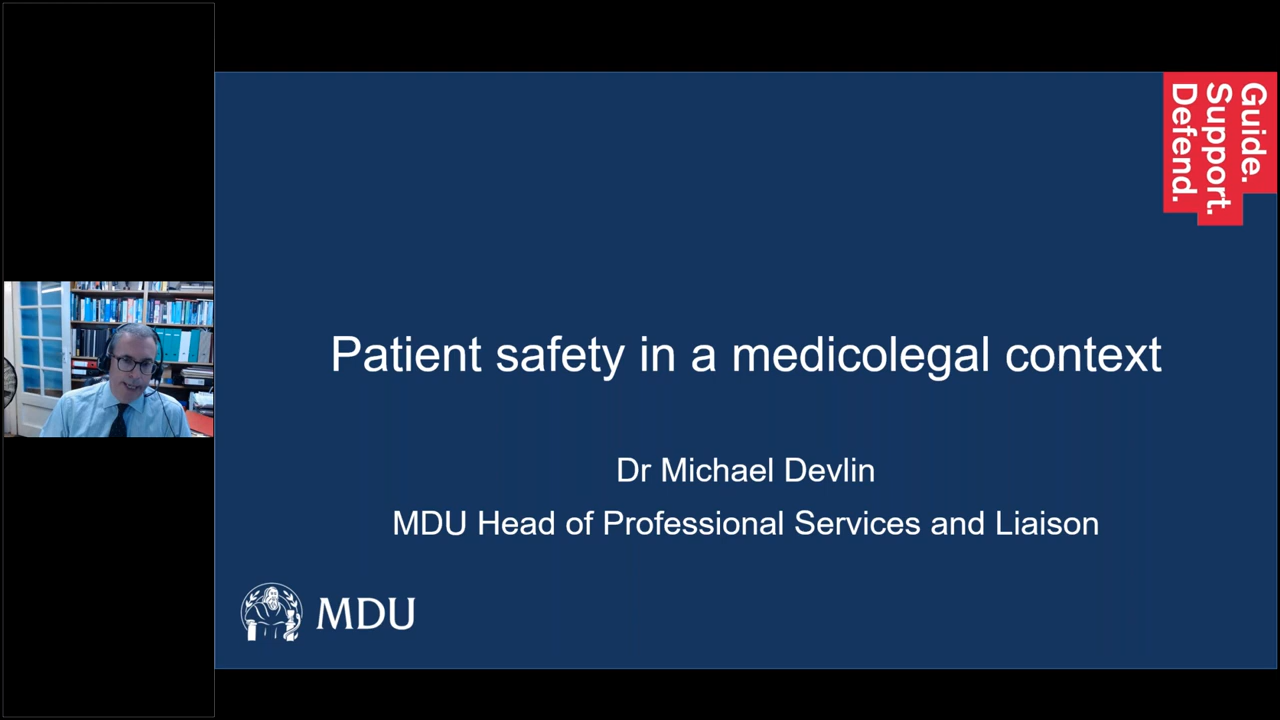 Guide.
Support.
Defend.
Patient safety in a medicolegal context
Dr Michael Devlin
MDU Head of Professional Services and Liaison
MDU